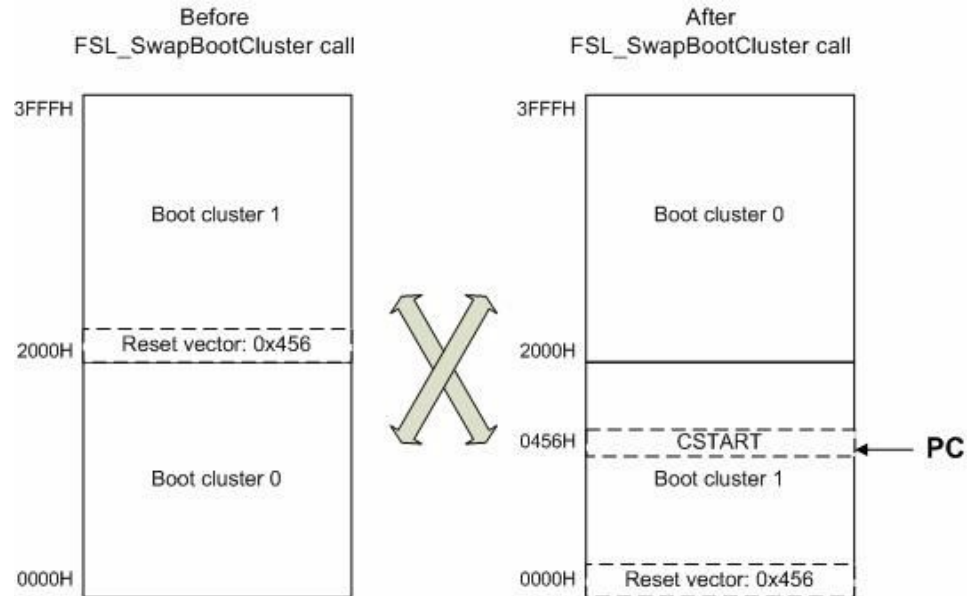 Before
FSL_SwapBootCluster call
3FFFH
Boot cluster 1
Reset vector: 0x456
2000H
Boot cluster 0
0000H
After
FSL_SwapBootCluster call
3FFFH
Boot cluster 0
2000H
0456H
CSTART
PC
Boot cluster 1
0000H
Reset vector: 0x456